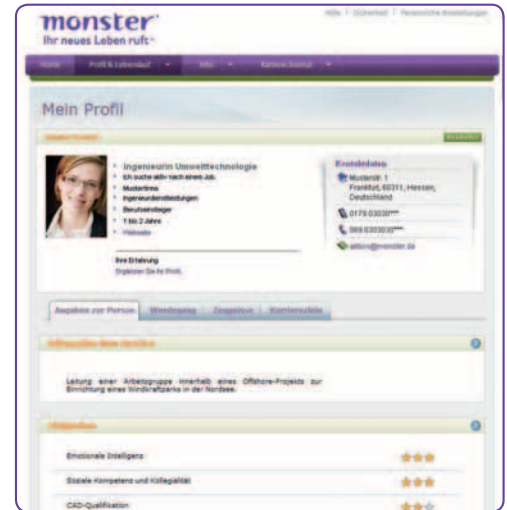 Hilfe | Sicherheit | Persönliche Einstellungen
monster
Ihr neues Leben ruft
Home Profil & Lebenslauf Jobs Karriere-Journal
Mein Profil
Ingenieurin Umwelttechnologie
Ich suche aktiv nach einem Job.
Musterfirma
Ingenieurdienstleistungen
Berufseinsteiger
1 bis 2 Jahre
Webseite
Ihre Erfahrung
Ergänzen Sie Ihr Profil.
Kontaktdaten
Musterstr. 1
Frankfurt, 60311, Hessen,
Deutschland
0179 03030***
069 0303030***
aktion@monster.de
Angaben zur Person Werdegang Zeugnisse Karriereziele
Leitung einer Arbeitsgruppe innerhalb eines Offshore-Projekts zur
Einrichtung eines Windkraftparks in der Nordsee.
Emotionale Intelligenz
Soziale Kompetenz und Kollegialität
CAD-Qualifikation